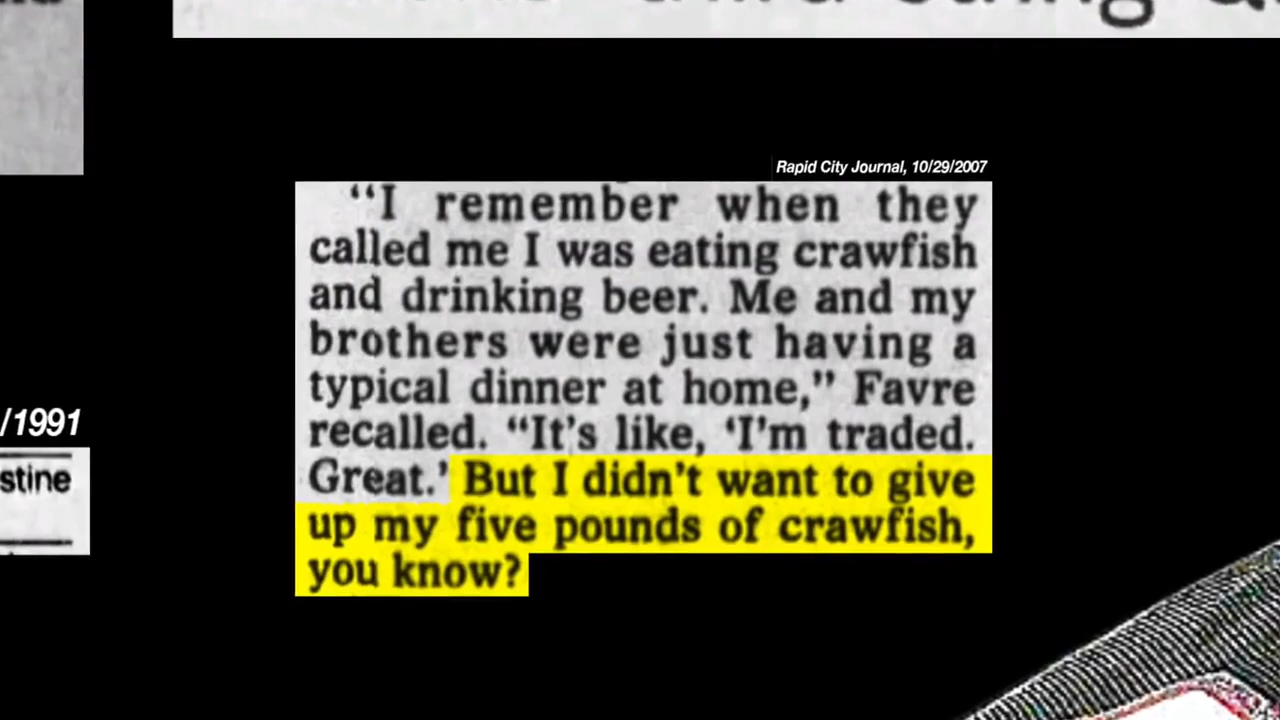 Rapid City Journal, 10/29/2007
“I remember when they
called me I was eating crawfish
and drinking beer. Me and my
brothers were just having a
typical dinner at home,” Favre
recalled. “It’s like, ‘I’m traded.
Great.’ But I didn’t want to give
up my five pounds of crawfish,
you know?
/1991
stine